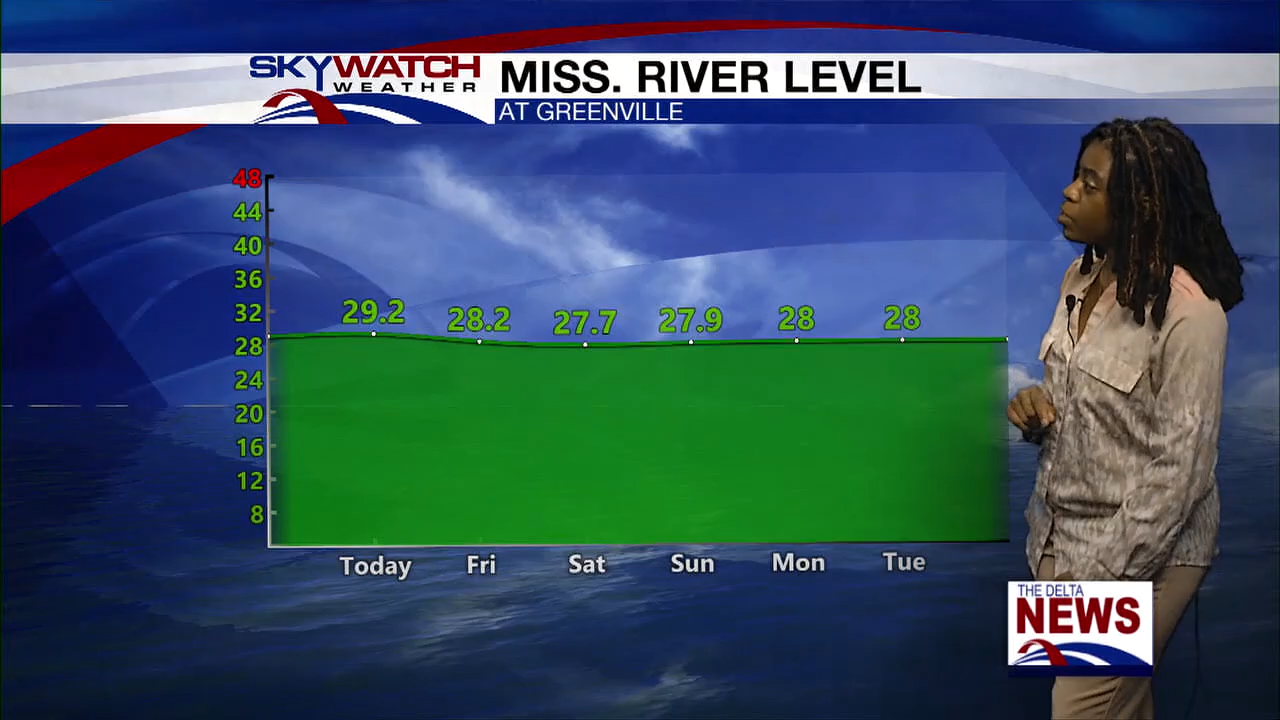 SKYWATCH
WEATHER
MISS. RIVER LEVEL
AT GREENVILLE
48
44
40
36
32
28
24
20
16
12
8
29.2 28.2 27.7 27.9 28 28
Today Fri Sat Sun Mon Tue
THE DELTA
NEWS